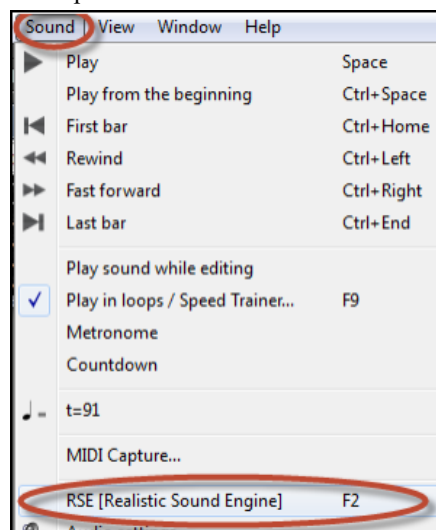 Sound View Window Help
Play Space
Play from the beginning Ctrl+Space
First bar Ctrl+Home
Rewind Ctrl+Left
Fast forward Ctrl+Right
Last bar Ctrl+End
Play sound while editing
Play in loops / Speed Trainer... F9
Metronome
Countdown
t=91
MIDI Capture...
RSE [Realistic Sound Engine] F2